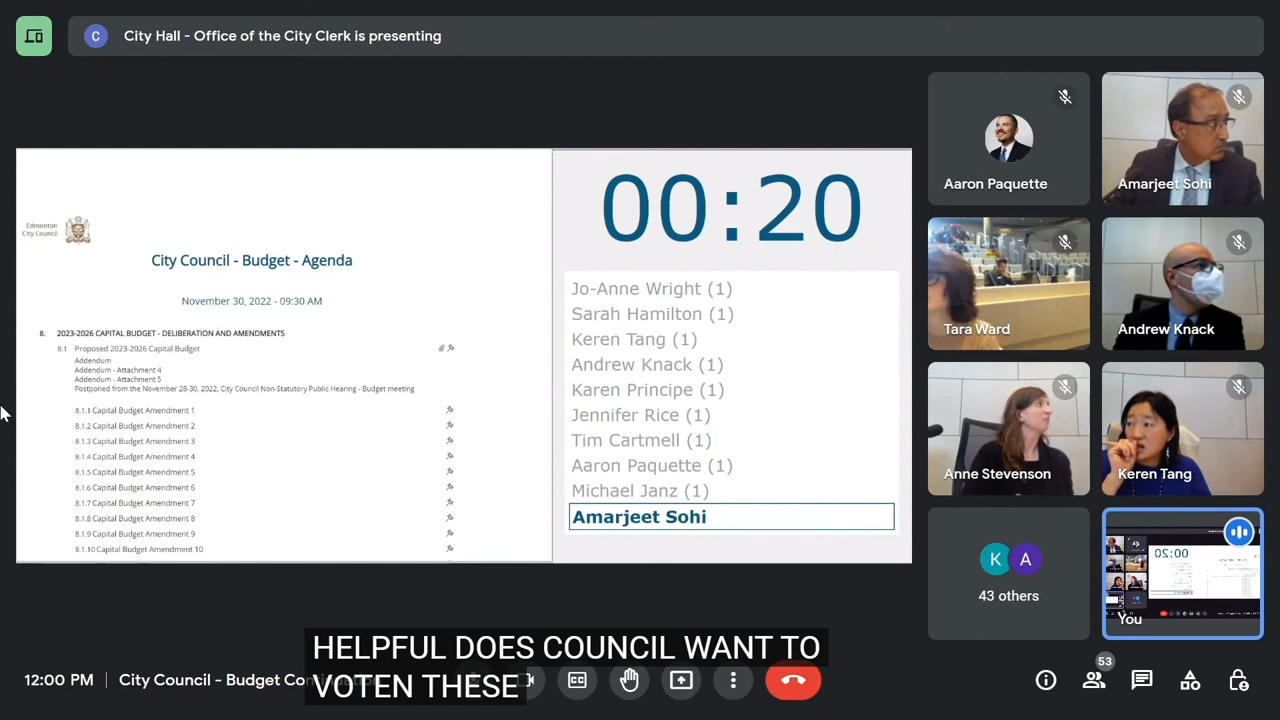 C City Hall - Office of the City Clerk is presenting
Edmonton
City Council
City Council - Budget - Agenda
November 30, 2022 - 09:30 AM
8. 2023-2026 CAPITAL BUDGET - DELIBERATION AND AMENDMENTS
8.1 Proposed 2023-2026 Capital Budget
Addendum
Addendum - Attachment 4
Addendum - Attachment 5
Postponed from the November 28-30, 2022, City Council Non-Statutory Public Hearing - Budget meeting
8.1.1 Capital Budget Amendment 1
8.1.2 Capital Budget Amendment 2
8.1.3 Capital Budget Amendment 3
8.1.4 Capital Budget Amendment 4
8.1.5 Capital Budget Amendment 5
8.1.6 Capital Budget Amendment 6
8.1.7 Capital Budget Amendment 7
8.1.8 Capital Budget Amendment 8
8.1.9 Capital Budget Amendment 9
8.1.10 Capital Budget Amendment 10
00:20
Jo-Anne Wright (1)
Sarah Hamilton (1)
Keren Tang (1)
Andrew Knack (1)
Karen Principe (1)
Jennifer Rice (1)
Tim Cartmell (1)
Aaron Paquette (1)
Michael Janz (1)
Amarjeet Sohi
Aaron Paquette
Amarjeet Sohi
Tara Ward
Andrew Knack
Anne Stevenson
Keren Tang
K A
43 others
00:20
You
HELPFUL DOES COUNCIL WANT TO
VOTEN THESE
12:00 PM City Council - Budget Con
53